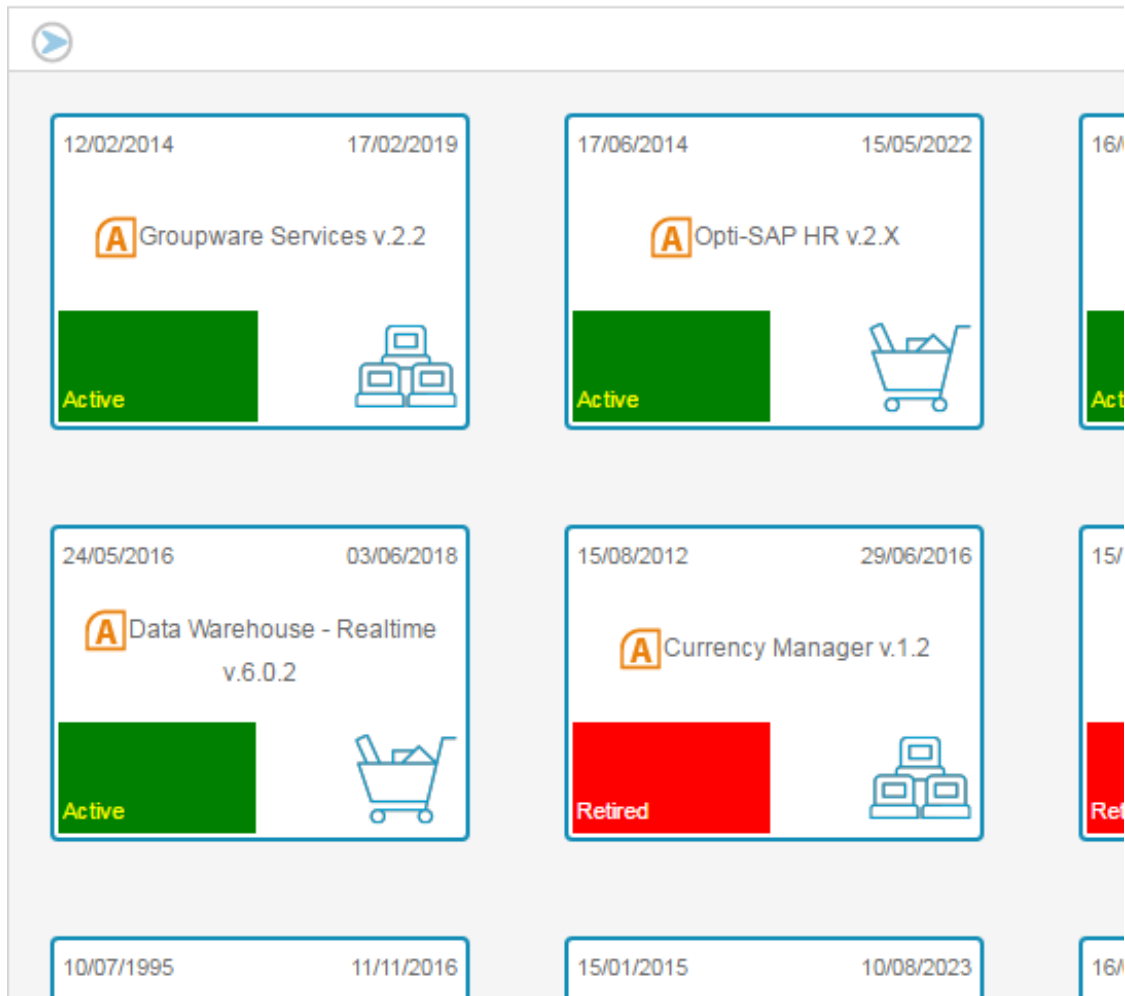 12/02/2014 17/02/2019
A Groupware Services v.2.2
Active
17/06/2014 15/05/2022
A Opti-SAP HR v.2.X
Active
24/05/2016 03/06/2018
A Data Warehouse - Realtime
v.6.0.2
Active
15/08/2012 29/06/2016
A Currency Manager v.1.2
Retired
10/07/1995 11/11/2016
15/01/2015 10/08/2023